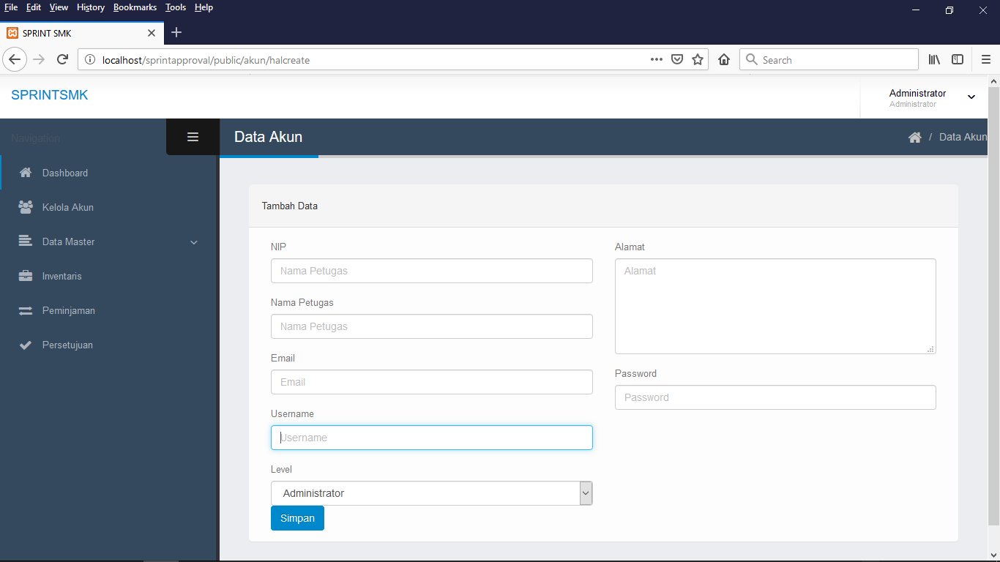 File Edit View History Bookmarks Tools Help
SPRINT SMK
localhost/sprintapproval/public/akun/halcreate
Search
SPRINTSMK
Administrator
Administrator
Navigation
Data Akun
/ Data Akun
Dashboard
Kelola Akun
Data Master
Inventaris
Peminjaman
Persetujuan
Tambah Data
NIP
Nama Petugas
Nama Petugas
Nama Petugas
Email
Email
Username
Username
Level
Administrator
Simpan
Alamat
Alamat
Password
Password